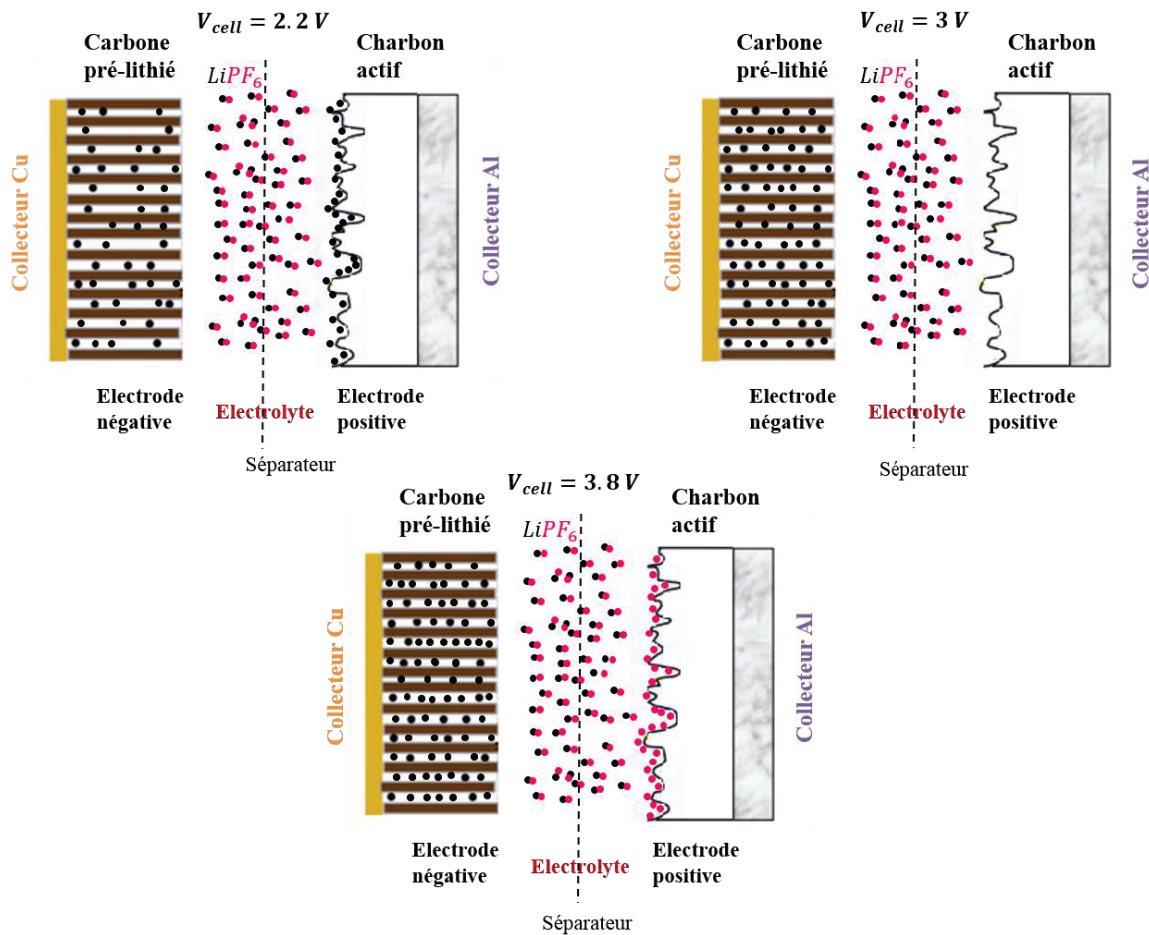 V_cell = 2.2 V
Carbone
pré-lithié
Charbon
actif
LiPF₆
Collecteur Cu
Collecteur Al
Electrode
négative
Electrolyte
Electrode
positive
Séparateur
V_cell = 3 V
Carbone
pré-lithié
Charbon
actif
LiPF₆
Collecteur Cu
Collecteur Al
Electrode
négative
Electrolyte
Electrode
positive
Séparateur
V_cell = 3.8 V
Carbone
pré-lithié
Charbon
actif
LiPF₆
Collecteur Cu
Collecteur Al
Electrode
négative
Electrolyte
Electrode
positive
Séparateur